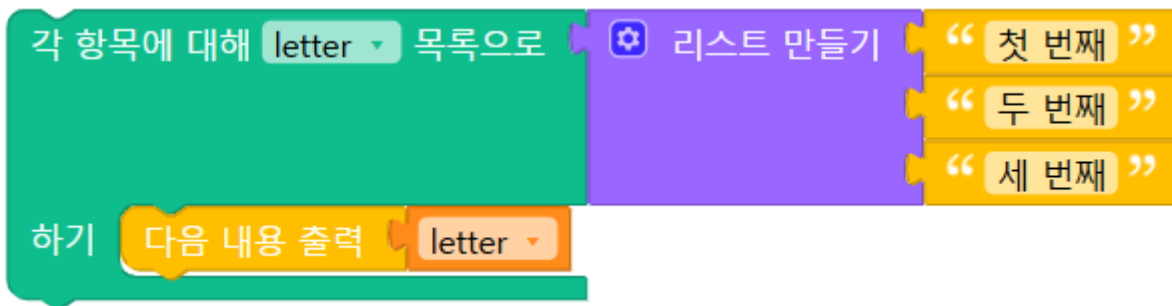 각 항목에 대해 letter 목록으로 리스트 만들기 “ 첫 번째 ”
“ 두 번째 ”
“ 세 번째 ”
하기 다음 내용 출력 letter